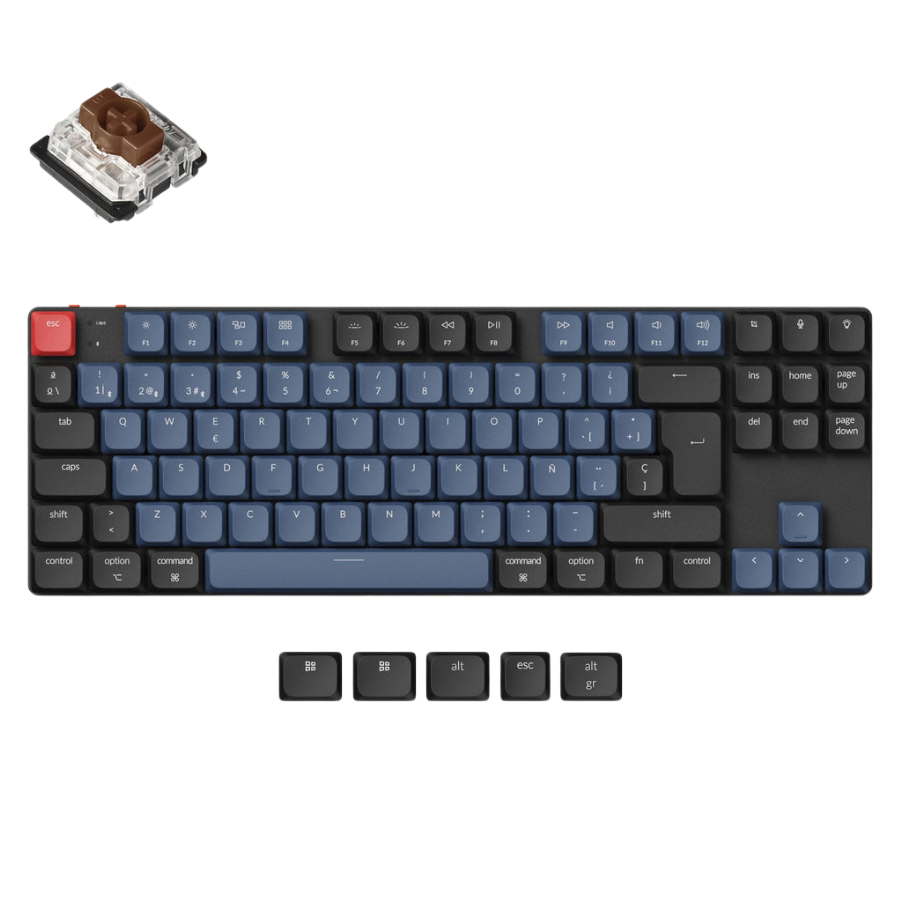 esc caps F1 F2 F3 F4 F5 F6 F7 F8 F9 F10 F11 F12
ª ! " · $ % & / ( ) = ? ¿ ins home page up
º \ 1 | 2 @ 3 # 4 ~ 5 6 ¬ 7 8 9 0 ' ¡
tab Q W E € R T Y U I O P ^ ` [ * + ] del end page down
caps A S D F G H J K L Ñ ¨ ´ { Ç }
shift > < Z X C V B N M ; , : . _ - shift
control option ⌥ command ⌘ command ⌘ option ⌥ fn control
alt esc alt gr